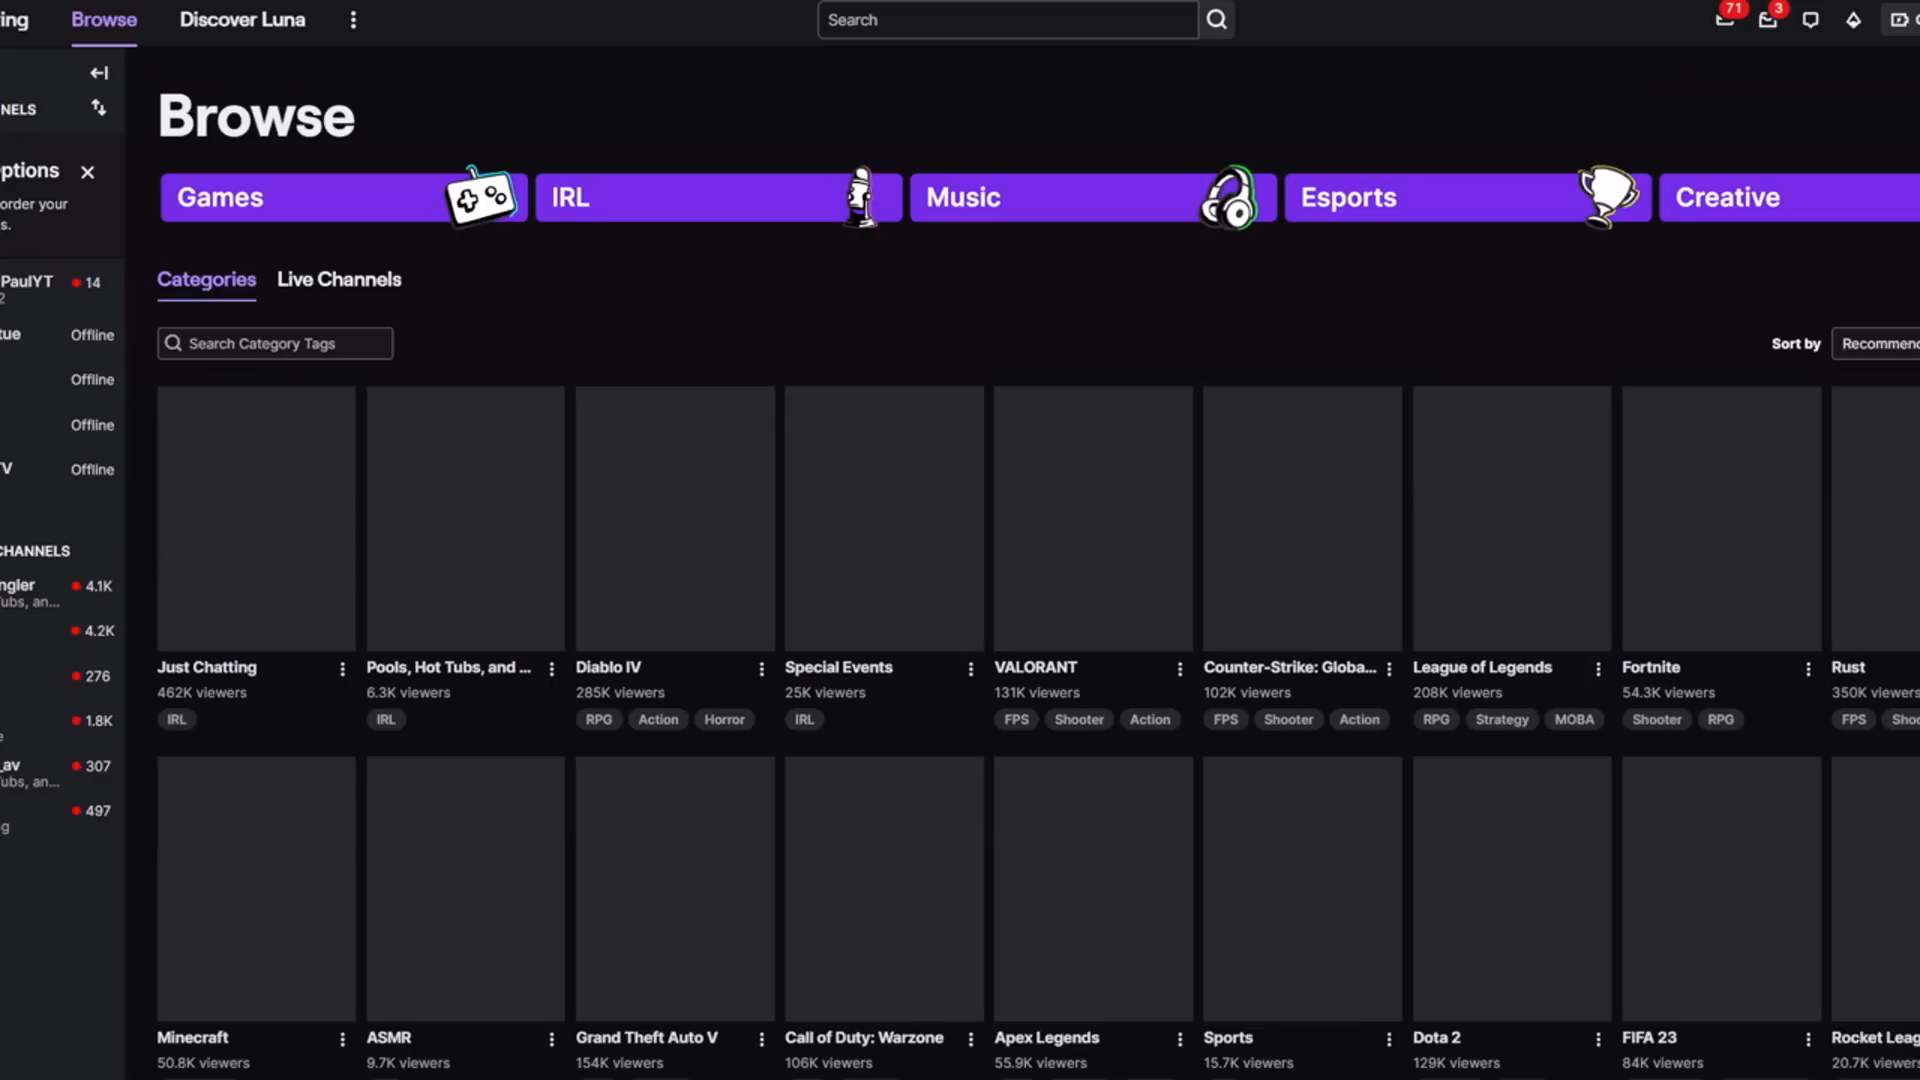 ing Browse Discover Luna Search 71 3
NELS
ptions
order your
s.
PaulYT 14
2
tue Offline
Offline
Offline
V Offline
CHANNELS
ngler 4.1K
ubs, an...
4.2K
276
1.8K
e
_av 307
ubs, an...
497
g
Browse
Games IRL Music Esports Creative
Categories Live Channels
Search Category Tags Sort by Recommend
Just Chatting Pools, Hot Tubs, and ... Diablo IV Special Events VALORANT Counter-Strike: Globa... League of Legends Fortnite Rust
462K viewers 6.3K viewers 285K viewers 25K viewers 131K viewers 102K viewers 208K viewers 54.3K viewers 350K viewers
IRL IRL RPG Action Horror IRL FPS Shooter Action FPS Shooter Action RPG Strategy MOBA Shooter RPG FPS Shoo
Minecraft ASMR Grand Theft Auto V Call of Duty: Warzone Apex Legends Sports Dota 2 FIFA 23 Rocket Leag
50.8K viewers 9.7K viewers 154K viewers 106K viewers 55.9K viewers 15.7K viewers 129K viewers 84K viewers 20.7K viewers